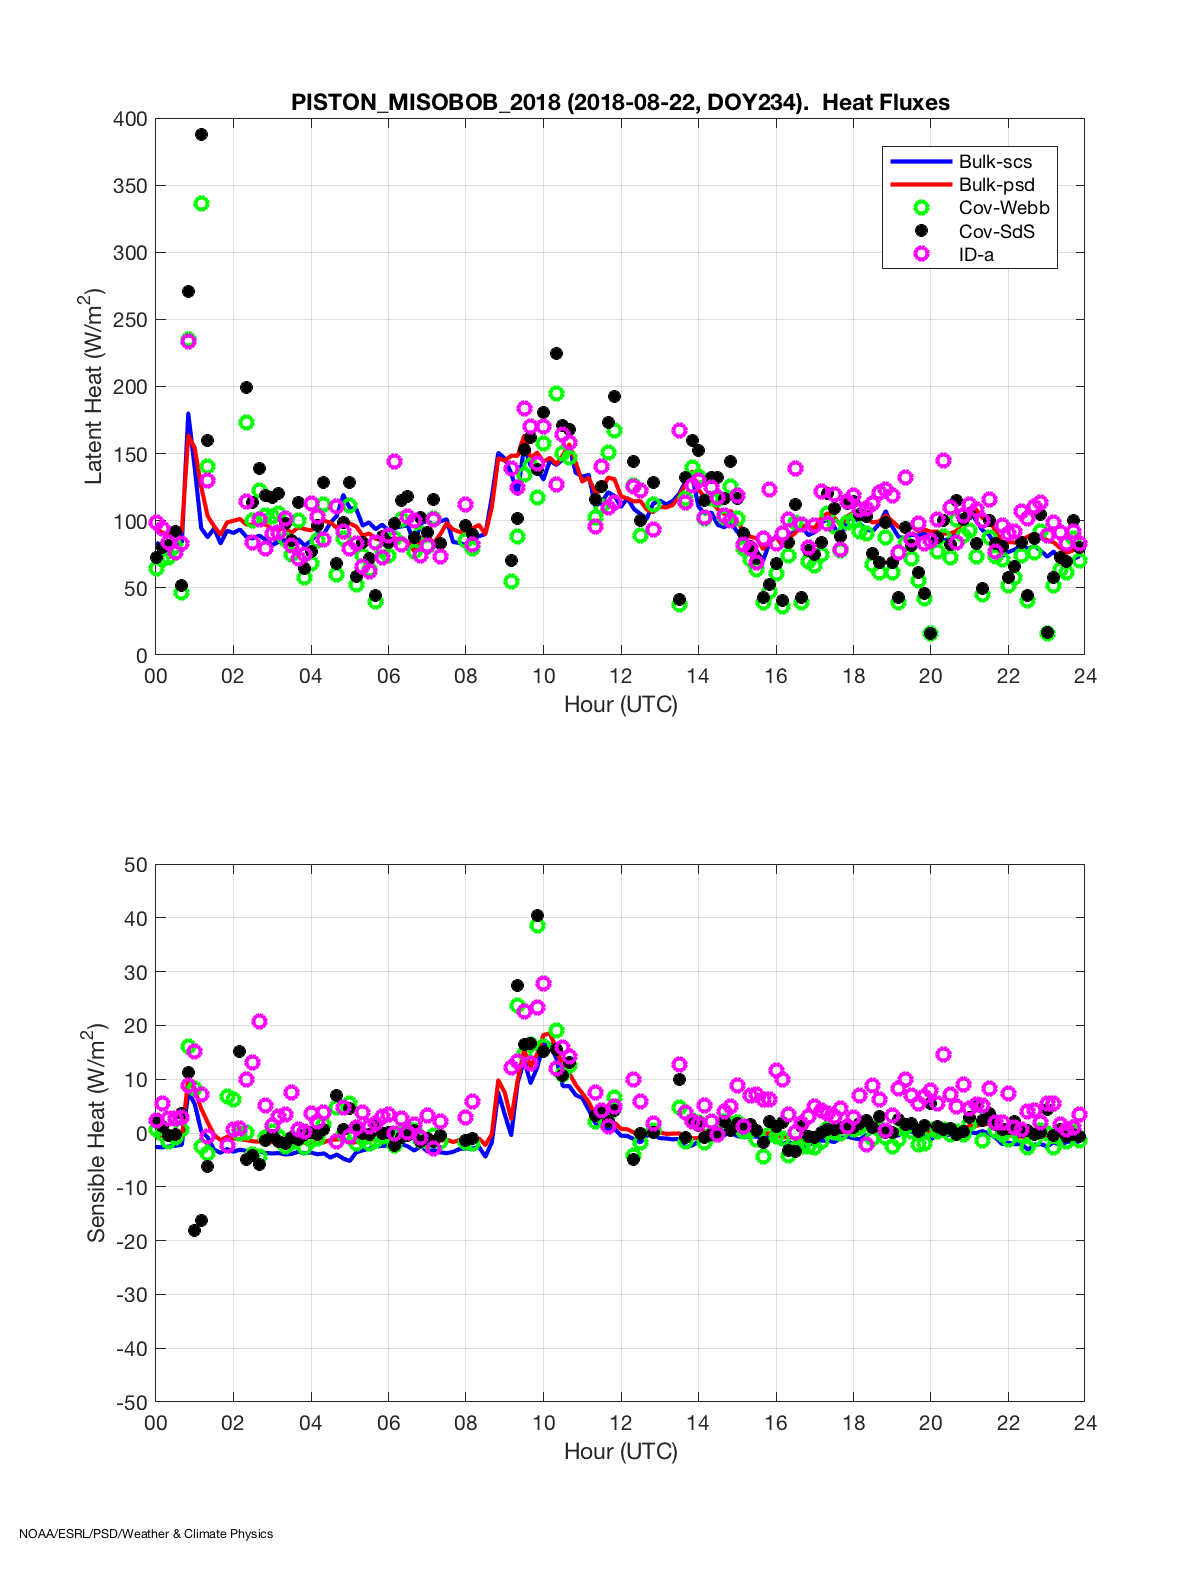 PISTON_MISOBOB_2018 (2018-08-22, DOY234).  Heat Fluxes
400
350
300
250
200
150
100
50
0
Latent Heat (W/m²)
Bulk-scs
Bulk-psd
Cov-Webb
Cov-SdS
ID-a
00 02 04 06 08 10 12 14 16 18 20 22 24
Hour (UTC)
50
40
30
20
10
0
-10
-20
-30
-40
-50
Sensible Heat (W/m²)
00 02 04 06 08 10 12 14 16 18 20 22 24
Hour (UTC)
NOAA/ESRL/PSD/Weather & Climate Physics